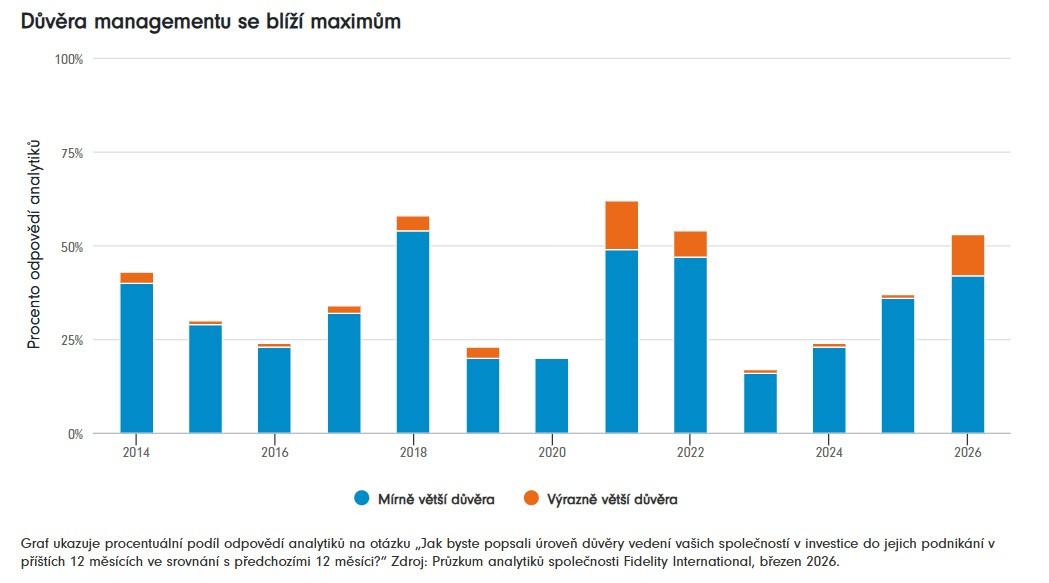 Důvěra managementu se blíží maximům
100%
75%
50%
25%
0%
Procento odpovědí analytiků
2014
2016
2018
2020
2022
2024
2026
Mírně větší důvěra
Výrazně větší důvěra
Graf ukazuje procentuální podíl odpovědí analytiků na otázku „Jak byste popsali úroveň důvěry vedení vašich společností v investice do jejich podnikání v
příštích 12 měsících ve srovnání s předchozími 12 měsíci?“ Zdroj: Průzkum analytiků společnosti Fidelity International, březen 2026.